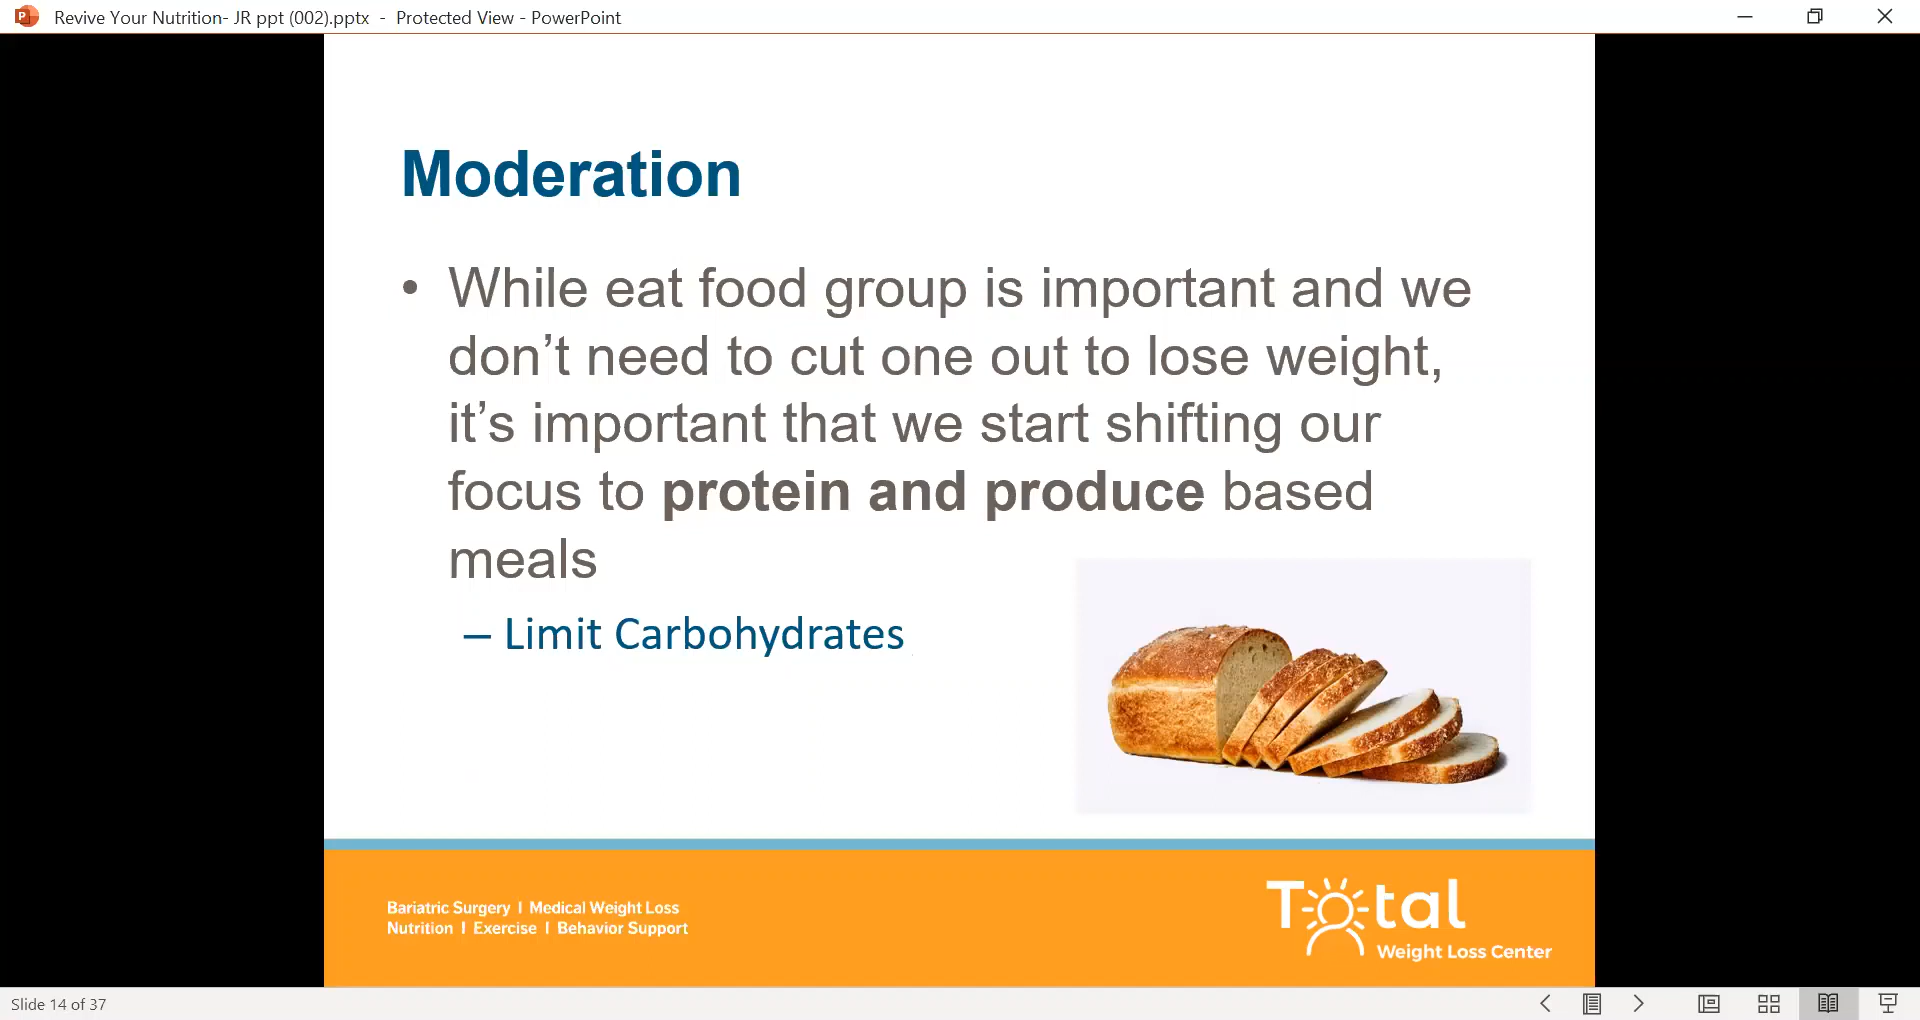 Revive Your Nutrition- JR ppt (002).pptx - Protected View - PowerPoint
Moderation
• While eat food group is important and we
don’t need to cut one out to lose weight,
it’s important that we start shifting our
focus to protein and produce based
meals
– Limit Carbohydrates
Bariatric Surgery I Medical Weight Loss
Nutrition I Exercise I Behavior Support
Total
Weight Loss Center
Slide 14 of 37